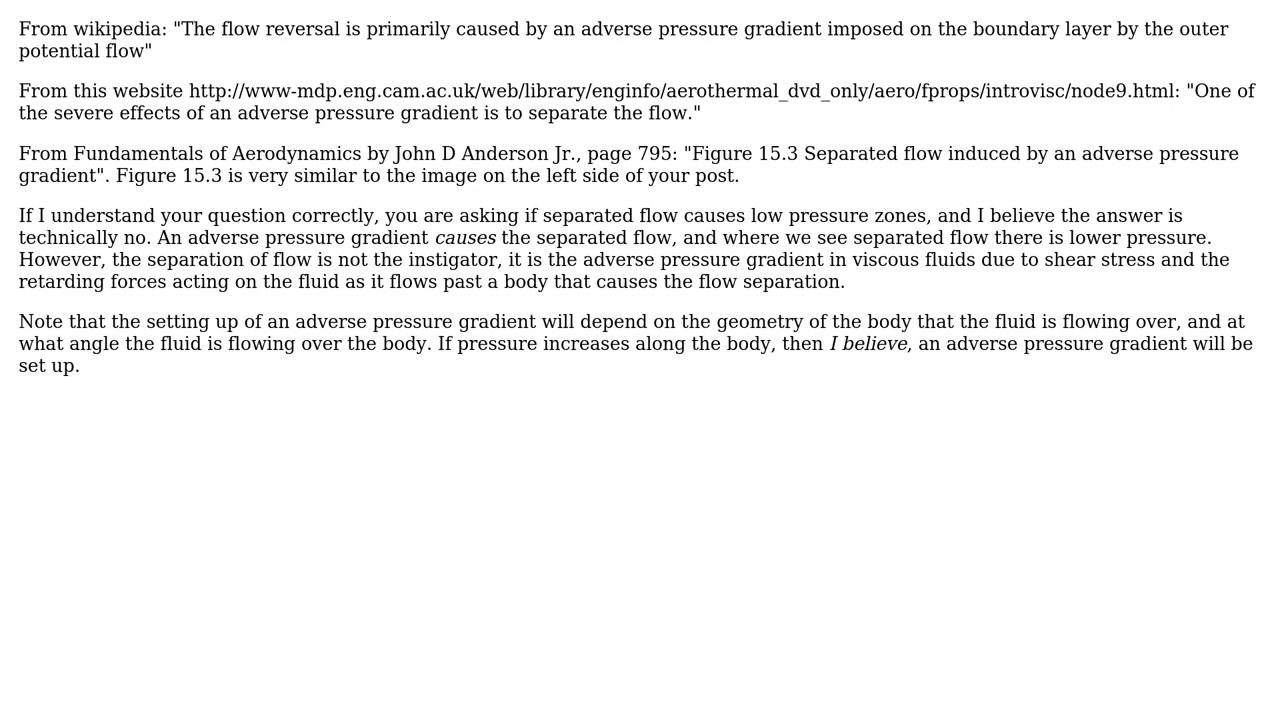 From wikipedia: "The flow reversal is primarily caused by an adverse pressure gradient imposed on the boundary layer by the outer
potential flow"
From this website http://www-mdp.eng.cam.ac.uk/web/library/enginfo/aerothermal_dvd_only/aero/fprops/introvisc/node9.html: "One of
the severe effects of an adverse pressure gradient is to separate the flow."
From Fundamentals of Aerodynamics by John D Anderson Jr., page 795: "Figure 15.3 Separated flow induced by an adverse pressure
gradient". Figure 15.3 is very similar to the image on the left side of your post.
If I understand your question correctly, you are asking if separated flow causes low pressure zones, and I believe the answer is
technically no. An adverse pressure gradient causes the separated flow, and where we see separated flow there is lower pressure.
However, the separation of flow is not the instigator, it is the adverse pressure gradient in viscous fluids due to shear stress and the
retarding forces acting on the fluid as it flows past a body that causes the flow separation.
Note that the setting up of an adverse pressure gradient will depend on the geometry of the body that the fluid is flowing over, and at
what angle the fluid is flowing over the body. If pressure increases along the body, then I believe, an adverse pressure gradient will be
set up.